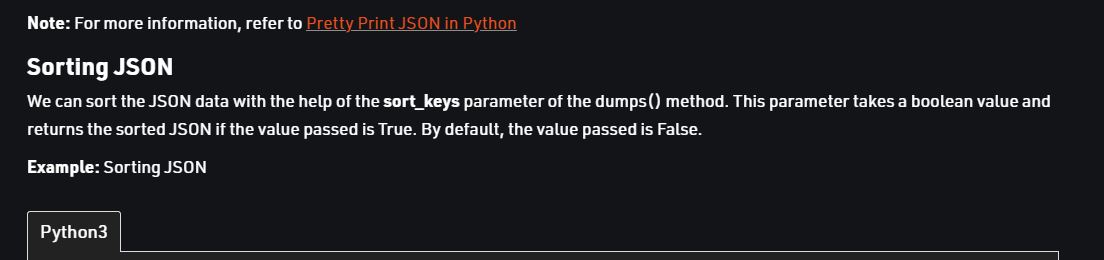 Note: For more information, refer to Pretty Print JSON in Python
Sorting JSON
We can sort the JSON data with the help of the sort_keys parameter of the dumps() method. This parameter takes a boolean value and
returns the sorted JSON if the value passed is True. By default, the value passed is False.
Example: Sorting JSON
Python3